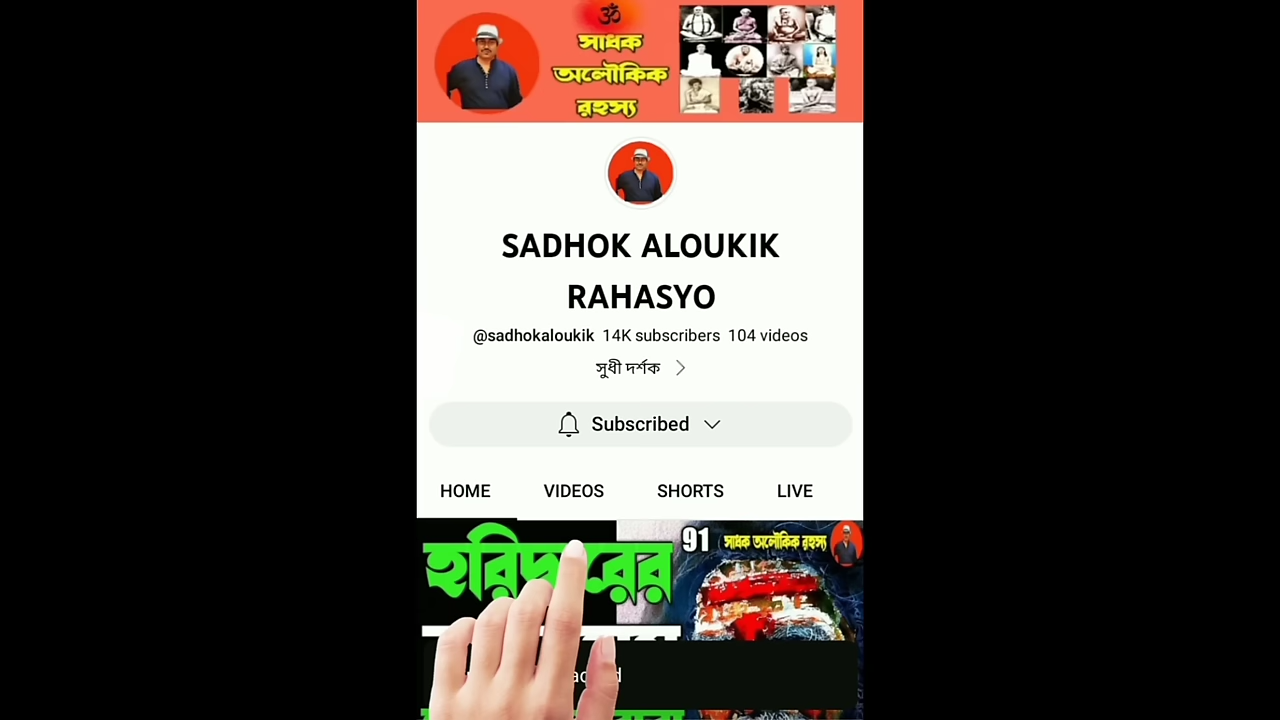 ॐ
সাধক
অলৌকিক
রহস্য
SADHOK ALOUKIK
RAHASYO
@sadhokaloukik 14K subscribers 104 videos
সুধী দর্শক
Subscribed
HOME VIDEOS SHORTS LIVE
91 সাধক অলৌকিক রহস্য